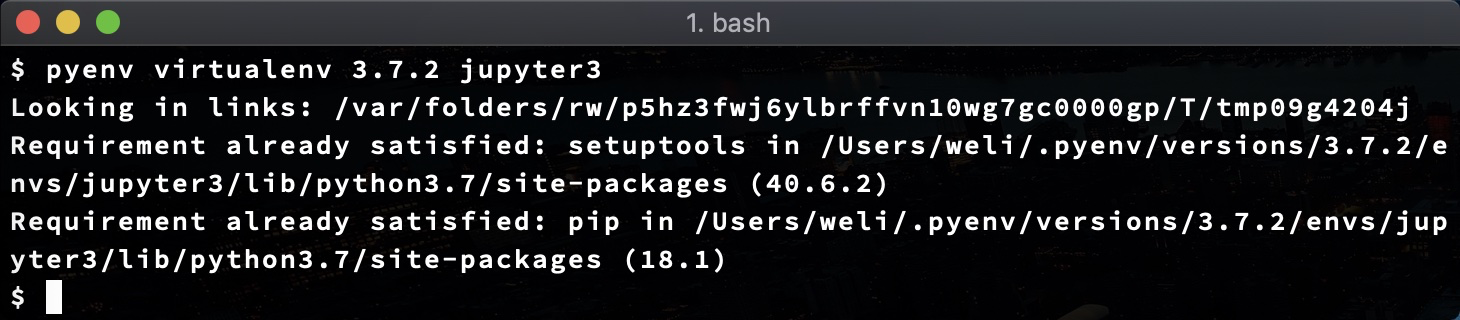 1. bash
$ pyenv virtualenv 3.7.2 jupyter3
Looking in links: /var/folders/rw/p5hz3fwj6ylbrffvn10wg7gc0000gp/T/tmp09g4204j
Requirement already satisfied: setuptools in /Users/weli/.pyenv/versions/3.7.2/e
nvs/jupyter3/lib/python3.7/site-packages (40.6.2)
Requirement already satisfied: pip in /Users/weli/.pyenv/versions/3.7.2/envs/jup
yter3/lib/python3.7/site-packages (18.1)
$